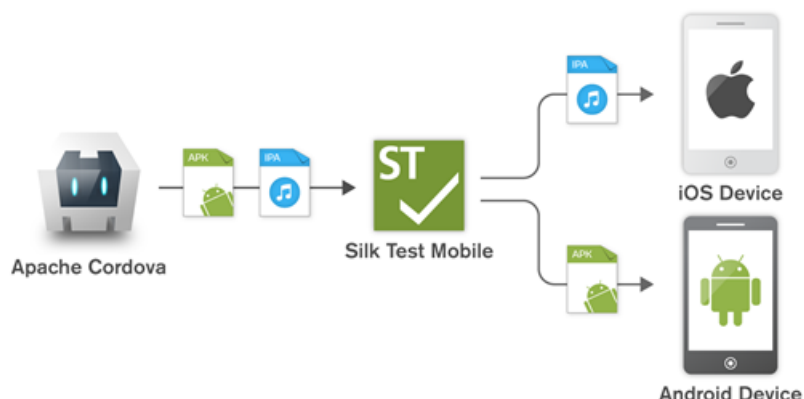 IPA
iOS Device
APK IPA
ST
Apache Cordova
Silk Test Mobile
APK
Android Device